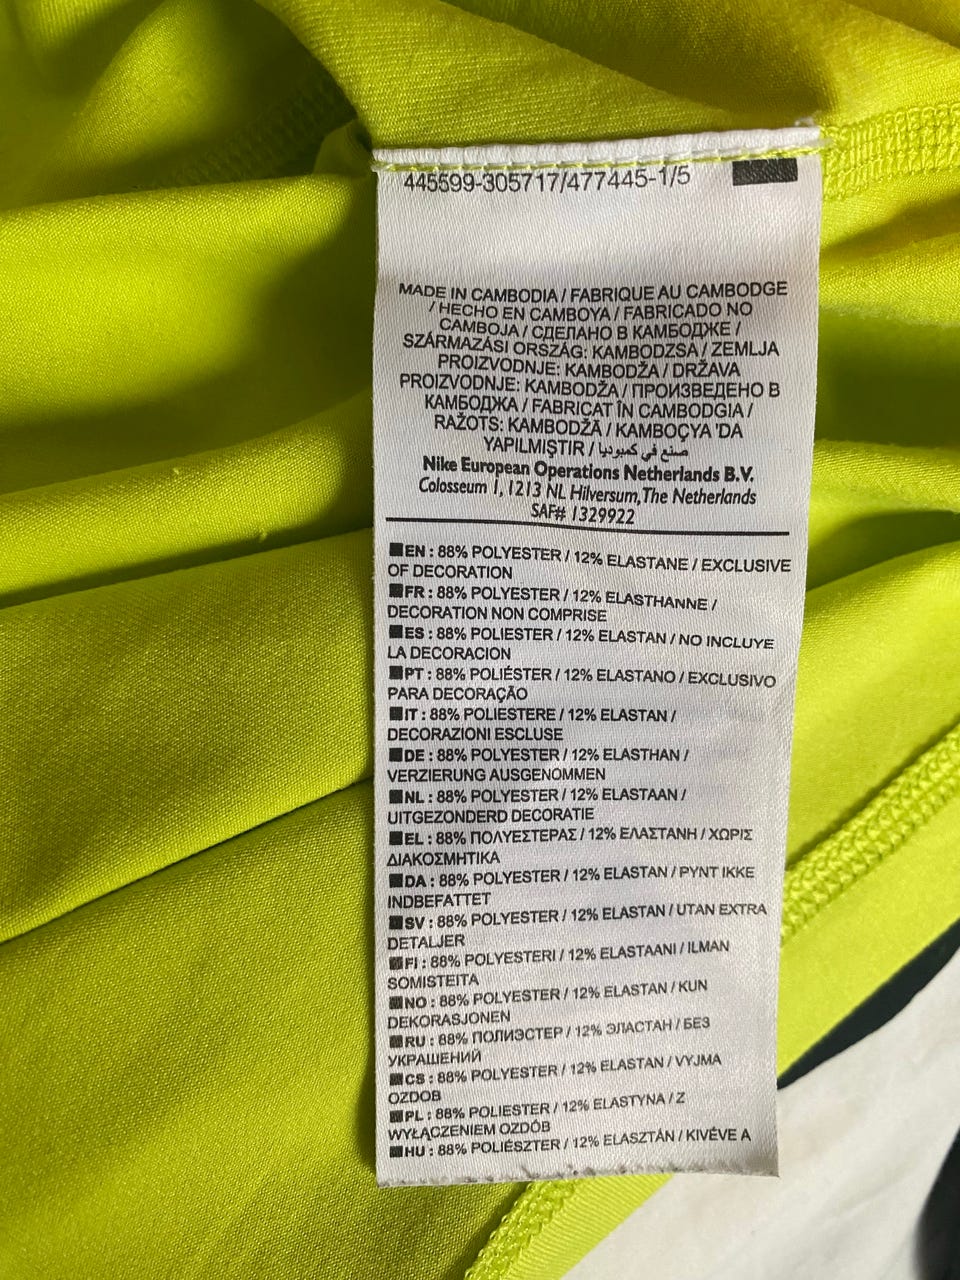 445599-305717/477445-1/5
MADE IN CAMBODIA / FABRIQUE AU CAMBODGE
/ HECHO EN CAMBOYA / FABRICADO NO
CAMBOJA / СДЕЛАНО В КАМБОДЖЕ /
SZÁRMAZÁSI ORSZÁG: KAMBODZSA / ZEMLJA
PROIZVODNJE: KAMBODŽA / DRŽAVA
PROIZVODNJE: KAMBODŽA / ПРОИЗВЕДЕНО В
КАМБОДЖА / FABRICAT ÎN CAMBODGIA /
RAŽOTS: KAMBODŽĀ / KAMBOÇYA 'DA
YAPILMIŞTIR / صنع في كمبوديا
Nike European Operations Netherlands B.V.
Colosseum 1, 1213 NL Hilversum, The Netherlands
SAF# 1329922
EN : 88% POLYESTER / 12% ELASTANE / EXCLUSIVE
OF DECORATION
FR : 88% POLYESTER / 12% ELASTHANNE /
DECORATION NON COMPRISE
ES : 88% POLIESTER / 12% ELASTAN / NO INCLUYE
LA DECORACION
PT : 88% POLIÉSTER / 12% ELASTANO / EXCLUSIVO
PARA DECORAÇÃO
IT : 88% POLIESTERE / 12% ELASTAN /
DECORAZIONI ESCLUSE
DE : 88% POLYESTER / 12% ELASTHAN /
VERZIERUNG AUSGENOMMEN
NL : 88% POLYESTER / 12% ELASTAAN /
UITGEZONDERD DECORATIE
EL : 88% ΠΟΛΥΕΣΤΕΡΑΣ / 12% ΕΛΑΣΤΑΝΗ / ΧΩΡΙΣ
ΔΙΑΚΟΣΜΗΤΙΚΑ
DA : 88% POLYESTER / 12% ELASTAN / PYNT IKKE
INDBEFATTET
SV : 88% POLYESTER / 12% ELASTAN / UTAN EXTRA
DETALJER
FI : 88% POLYESTERI / 12% ELASTAANI / ILMAN
SOMISTEITA
NO : 88% POLYESTER / 12% ELASTAN / KUN
DEKORASJONEN
RU : 88% ПОЛИЭСТЕР / 12% ЭЛАСТАН / БЕЗ
УКРАШЕНИЙ
CS : 88% POLYESTER / 12% ELASTAN / VYJMA
OZDOB
PL : 88% POLIESTER / 12% ELASTYNA / Z
WYŁĄCZENIEM OZDÓB
HU : 88% POLIÉSZTER / 12% ELASZTÁN / KIVÉVE A